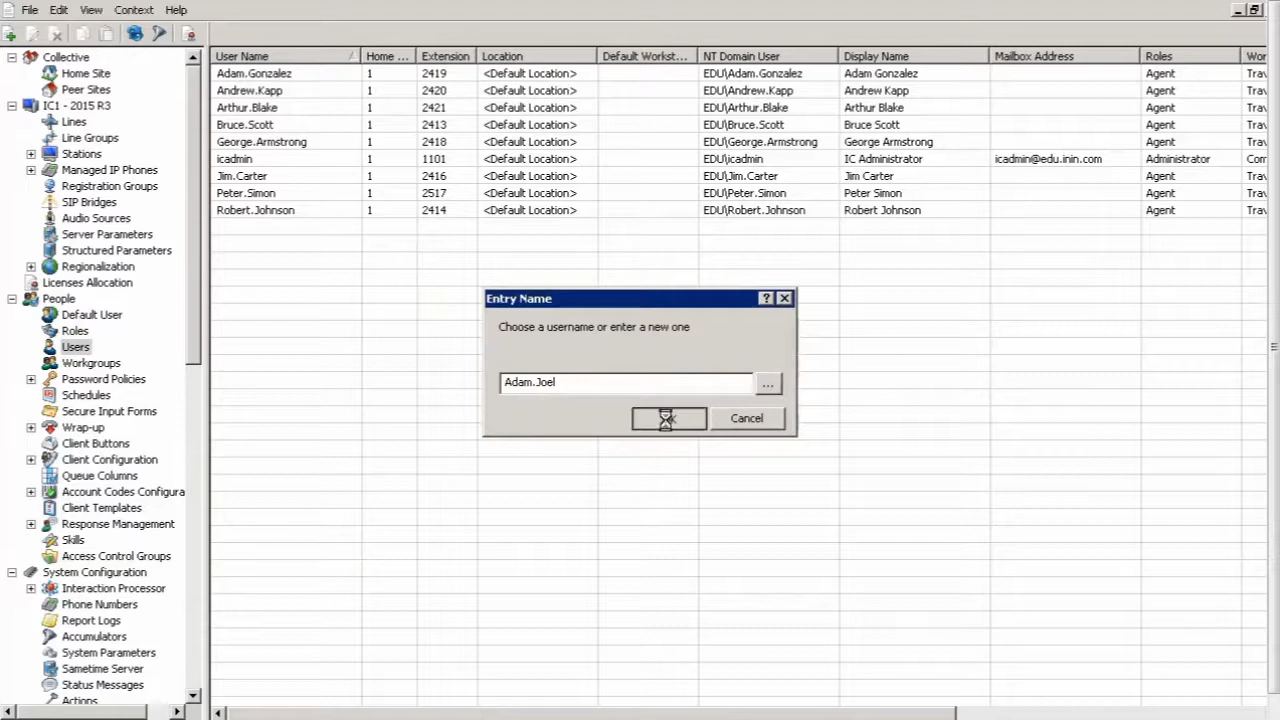 File Edit View Context Help
Collective
Home Site
Peer Sites
IC1 - 2015 R3
Lines
Line Groups
Stations
Managed IP Phones
Registration Groups
SIP Bridges
Audio Sources
Server Parameters
Structured Parameters
Regionalization
Licenses Allocation
People
Default User
Roles
Users
Workgroups
Password Policies
Schedules
Secure Input Forms
Wrap-up
Client Buttons
Client Configuration
Queue Columns
Account Codes Configura
Client Templates
Response Management
Skills
Access Control Groups
System Configuration
Interaction Processor
Phone Numbers
Report Logs
Accumulators
System Parameters
Sametime Server
Status Messages
Actions
User Name Home ... Extension Location Default Workst... NT Domain User Display Name Mailbox Address Roles Wor
Adam.Gonzalez 1 2419 <Default Location> EDU\Adam.Gonzalez Adam Gonzalez Agent Trav
Andrew.Kapp 1 2420 <Default Location> EDU\Andrew.Kapp Andrew Kapp Agent Trav
Arthur.Blake 1 2421 <Default Location> EDU\Arthur.Blake Arthur Blake Agent Trav
Bruce.Scott 1 2413 <Default Location> EDU\Bruce.Scott Bruce Scott Agent Trav
George.Armstrong 1 2418 <Default Location> EDU\George.Armstrong George Armstrong Agent Trav
icadmin 1 1101 <Default Location> EDU\icadmin IC Administrator icadmin@edu.inin.com Administrator Com
Jim.Carter 1 2416 <Default Location> EDU\Jim.Carter Jim Carter Agent Trav
Peter.Simon 1 2517 <Default Location> EDU\Peter.Simon Peter Simon Agent Trav
Robert.Johnson 1 2414 <Default Location> EDU\Robert.Johnson Robert Johnson Agent Trav
Entry Name
Choose a username or enter a new one
Adam.Joel ...
Cancel